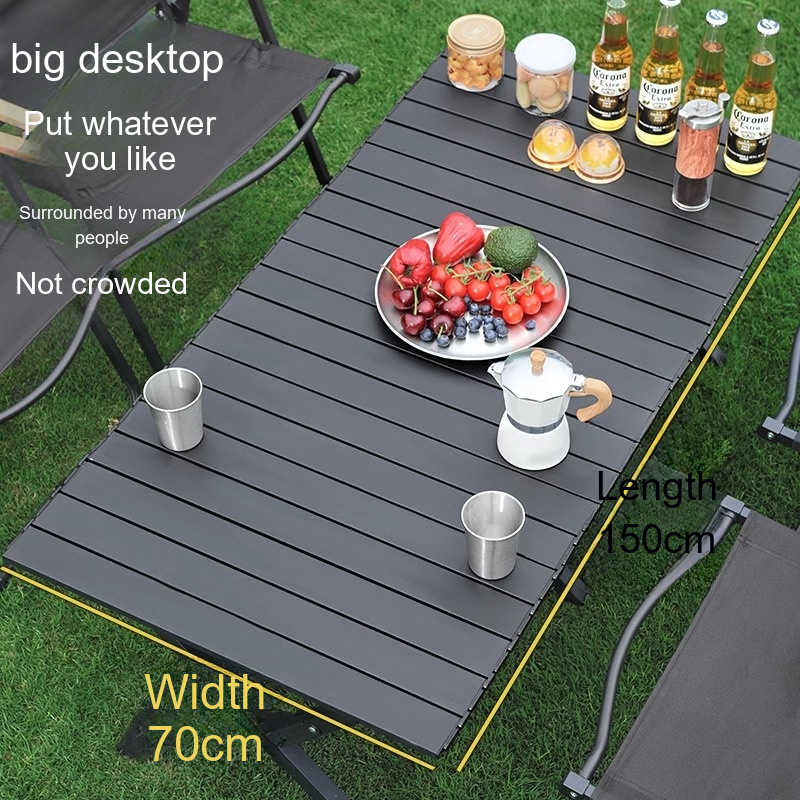 big desktop
Put whatever
you like
Surrounded by many
people
Not crowded
Corona
Extra
Corona
Extra
Corona
Extra
Length
150cm
Width
70cm